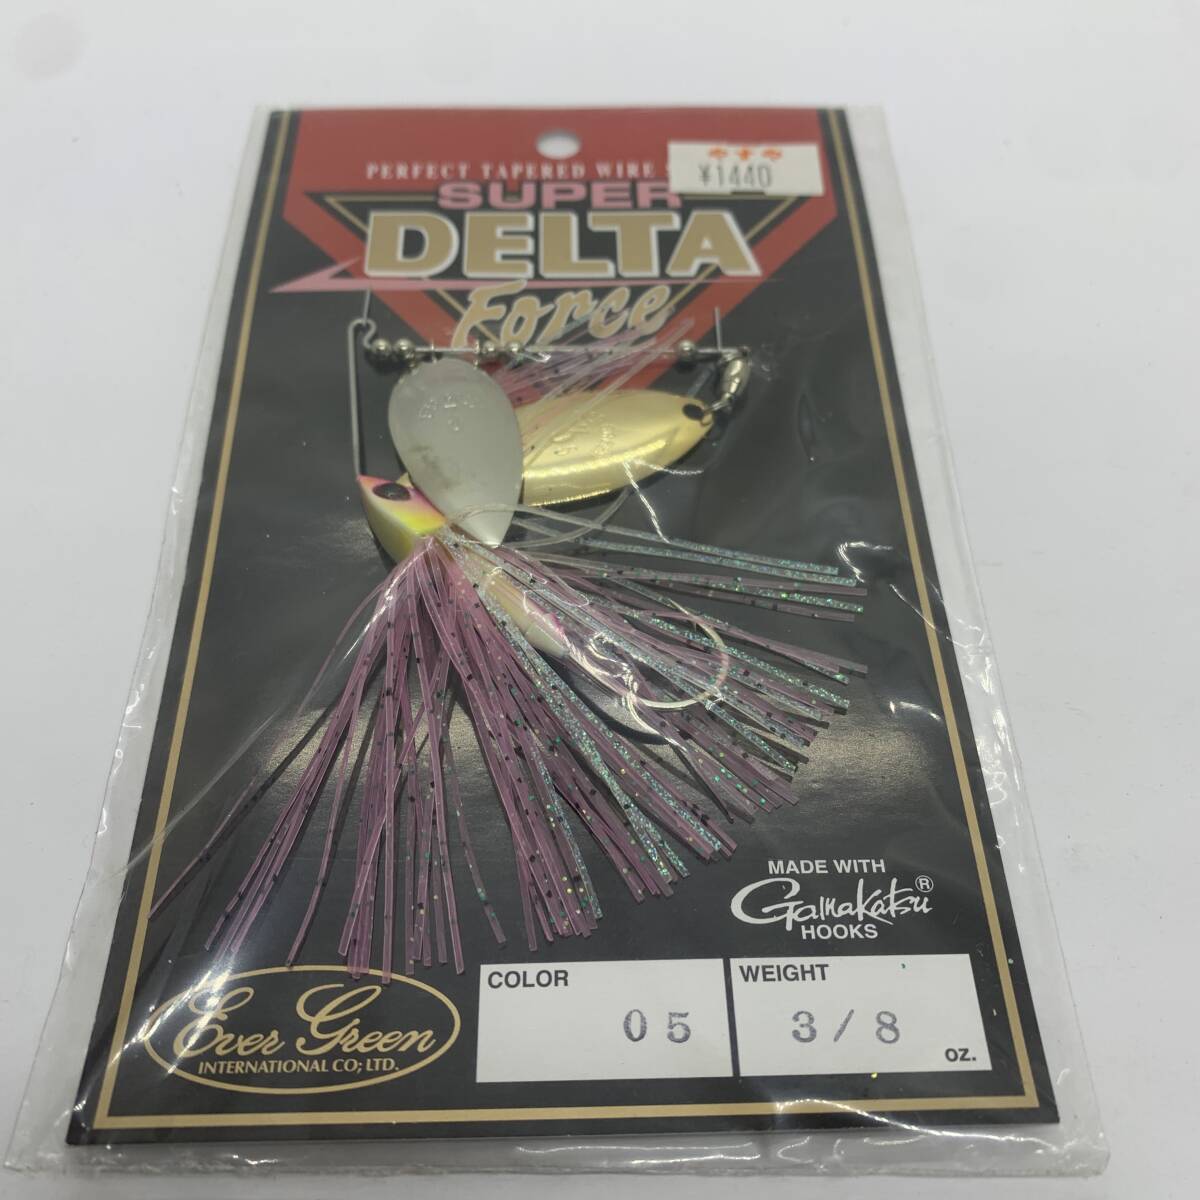 PERFECT TAPERED WIRE
¥1440
SUPER
DELTA
Force
MADE WITH
Gamakatsu®
HOOKS
COLOR
05
WEIGHT
3/8
oz.
Ever Green
INTERNATIONAL CO; LTD.